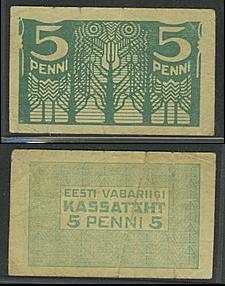 5 5
PENNI PENNI
EESTI VABARIIGI
KASSATÄHT
5 PENNI 5